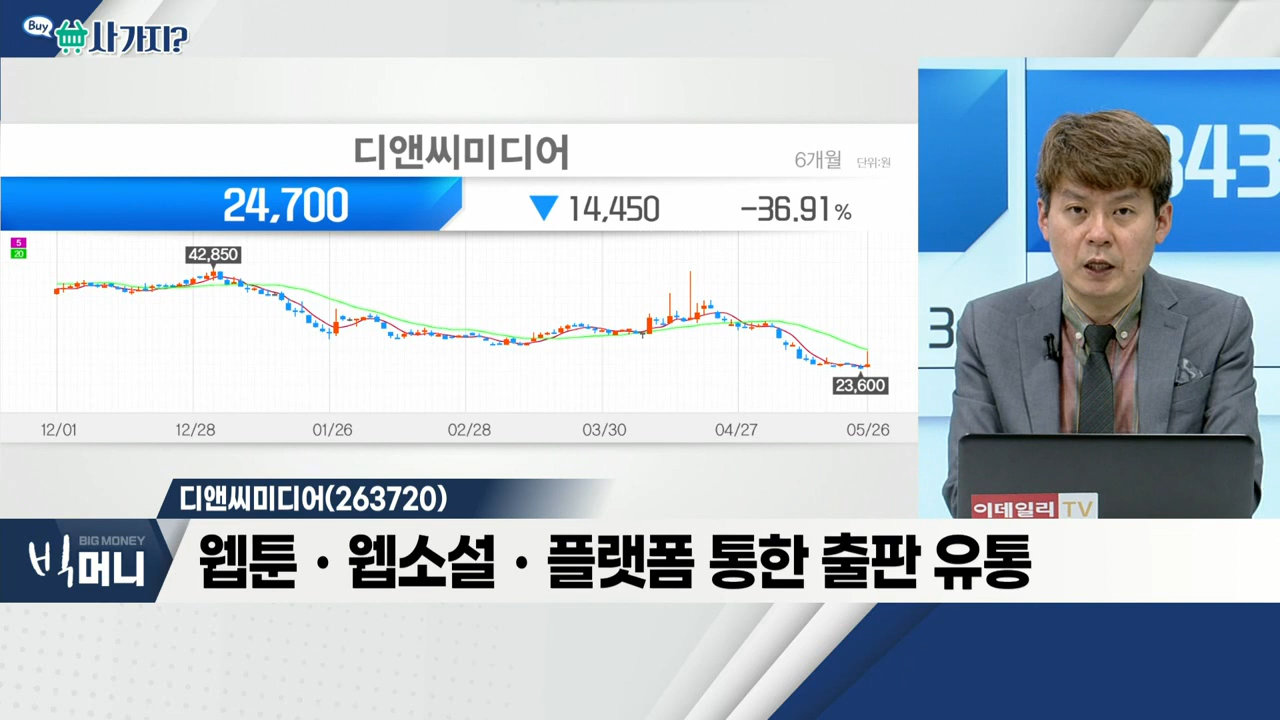 Buy
사가지?
디앤씨미디어
6개월 단위:원
24,700 ▼ 14,450 -36.91%
5
20
42,850
23,600
12/01 12/28 01/26 02/28 03/30 04/27 05/26
343
3
이데일리TV
디앤씨미디어(263720)
BIG MONEY
빅머니
웹툰 · 웹소설 · 플랫폼 통한 출판 유통